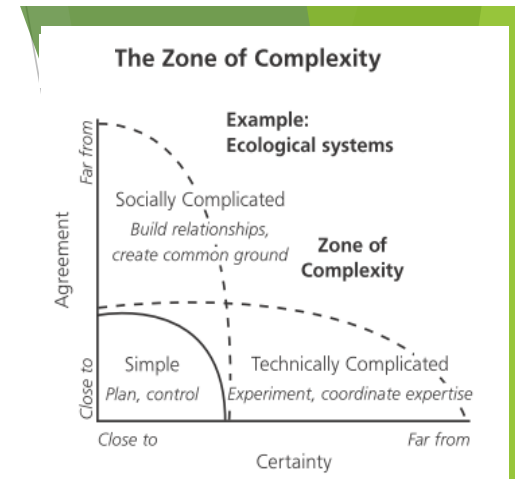 The Zone of Complexity
Example:
Ecological systems
Far from
Socially Complicated
Build relationships,
create common ground
Zone of
Complexity
Agreement
Simple
Plan, control
Technically Complicated
Experiment, coordinate expertise
Close to
Close to
Far from
Certainty